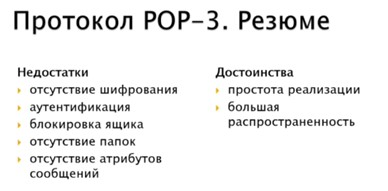 Протокол POP-3. Резюме
Недостатки
отсутствие шифрования
аутентификация
блокировка ящика
отсутствие папок
отсутствие атрибутов
сообщений
Достоинства
простота реализации
большая
распространенность